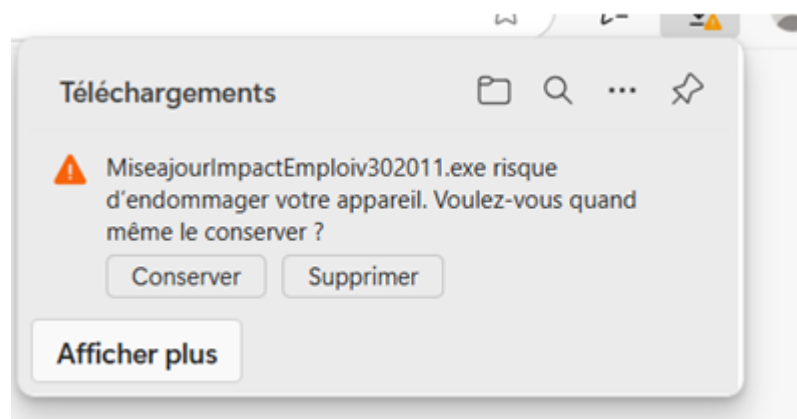 Téléchargements
MiseajourImpactEmploiv302011.exe risque
d'endommager votre appareil. Voulez-vous quand
même le conserver ?
Conserver
Supprimer
Afficher plus